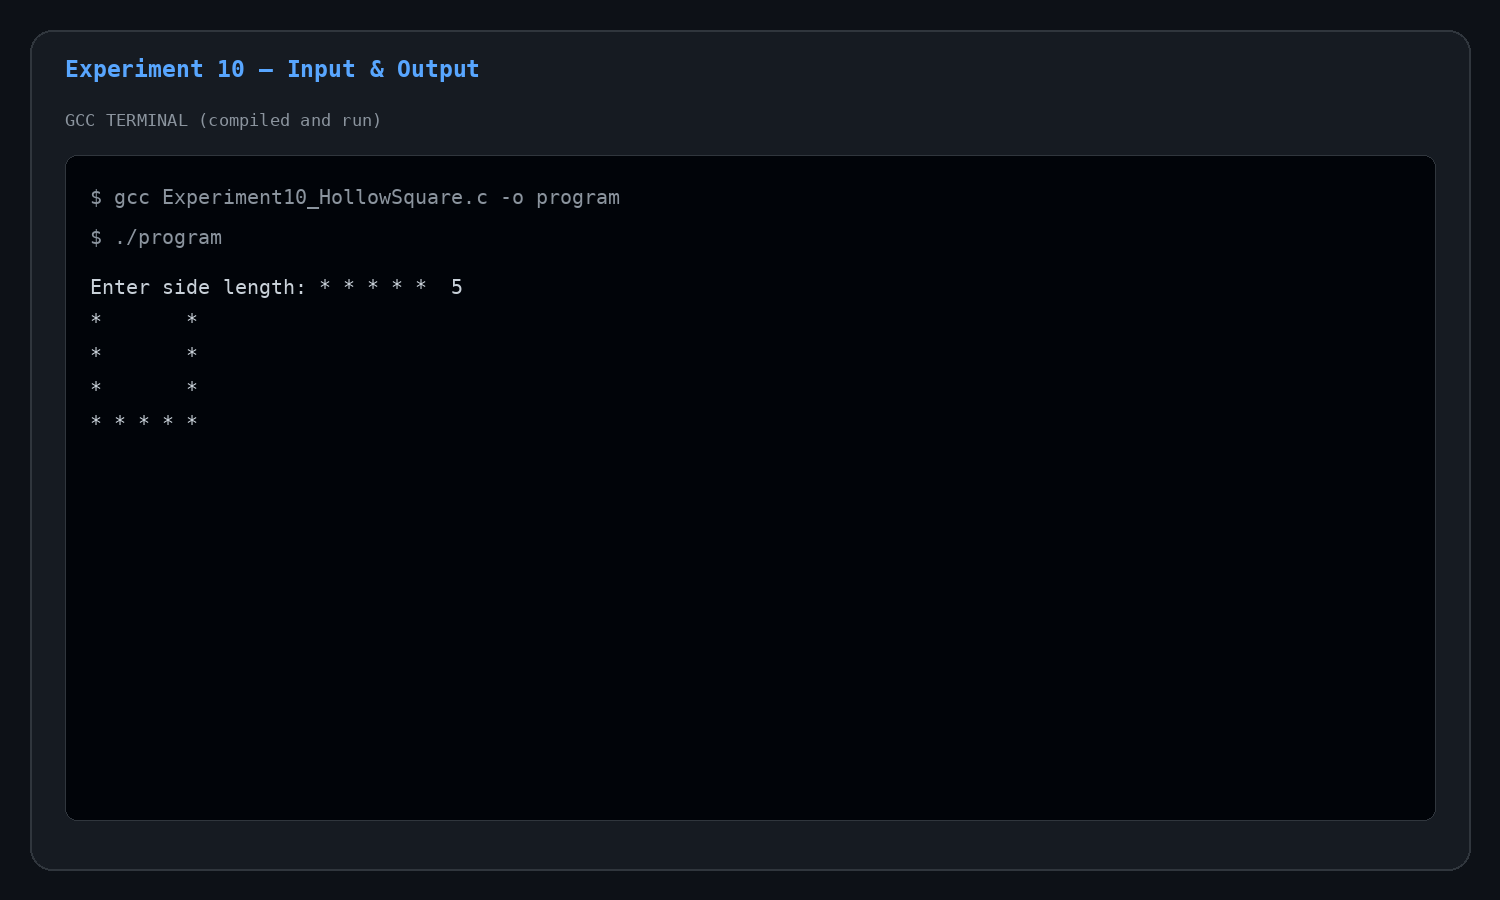 Experiment 10 — Input & Output
GCC TERMINAL (compiled and run)
$ gcc Experiment10_HollowSquare.c -o program
$ ./program
Enter side length: * * * * *  5
*       *
*       *
*       *
* * * * *